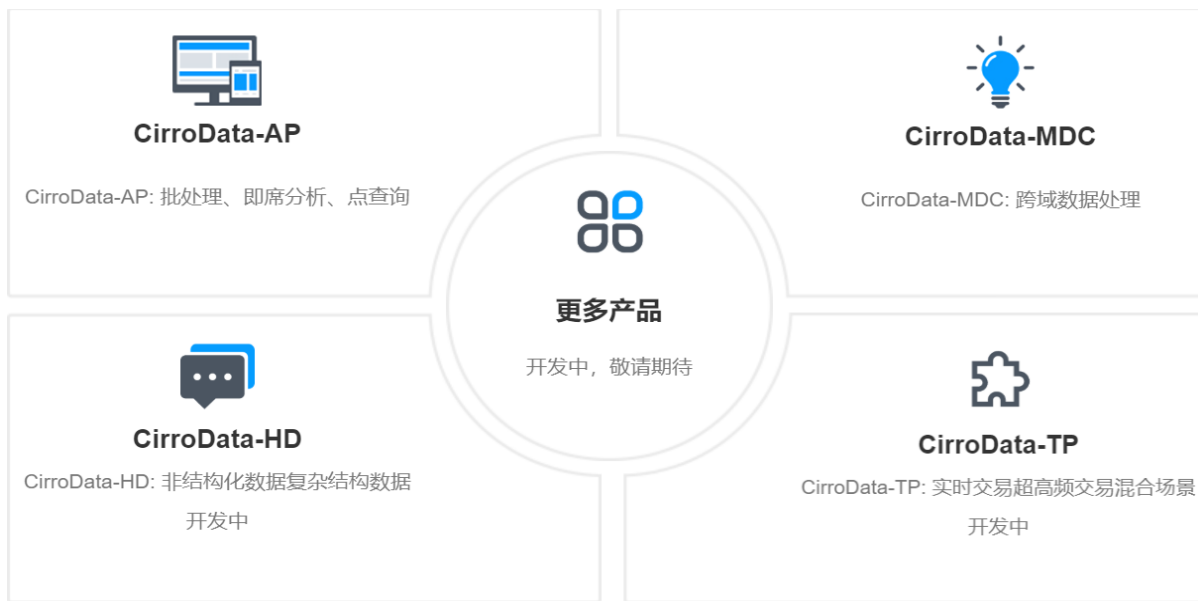 CirroData-AP
CirroData-AP: 批处理、即席分析、点查询
CirroData-MDC
CirroData-MDC: 跨域数据处理
更多产品
开发中，敬请期待
CirroData-HD
CirroData-HD: 非结构化数据复杂结构数据
开发中
CirroData-TP
CirroData-TP: 实时交易超高频交易混合场景
开发中